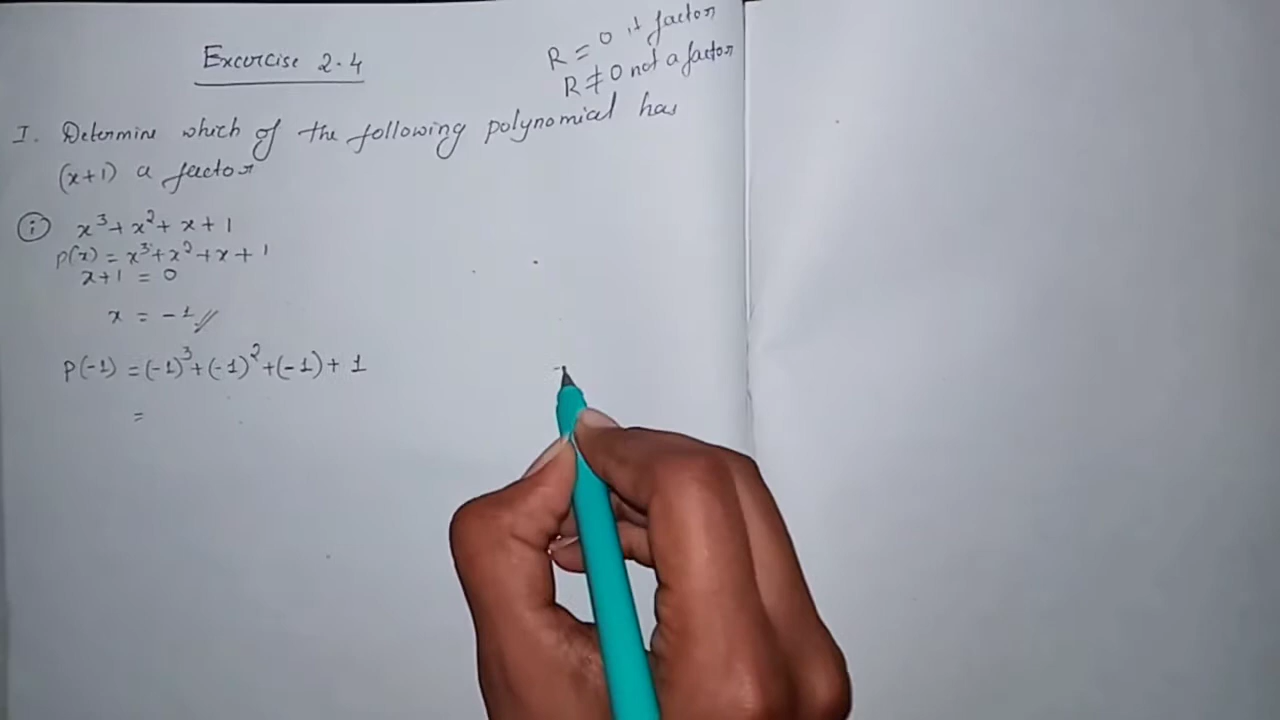 Excercise 2.4
R = 0 it factor
R ≠ 0 not a factor
I. Determine which of the following polynomial has
(x+1) a factor
(i) x³ + x² + x + 1
P(x) = x³ + x² + x + 1
x+1 = 0
x = -1 //
P(-1) = (-1)³ + (-1)² + (-1) + 1
=